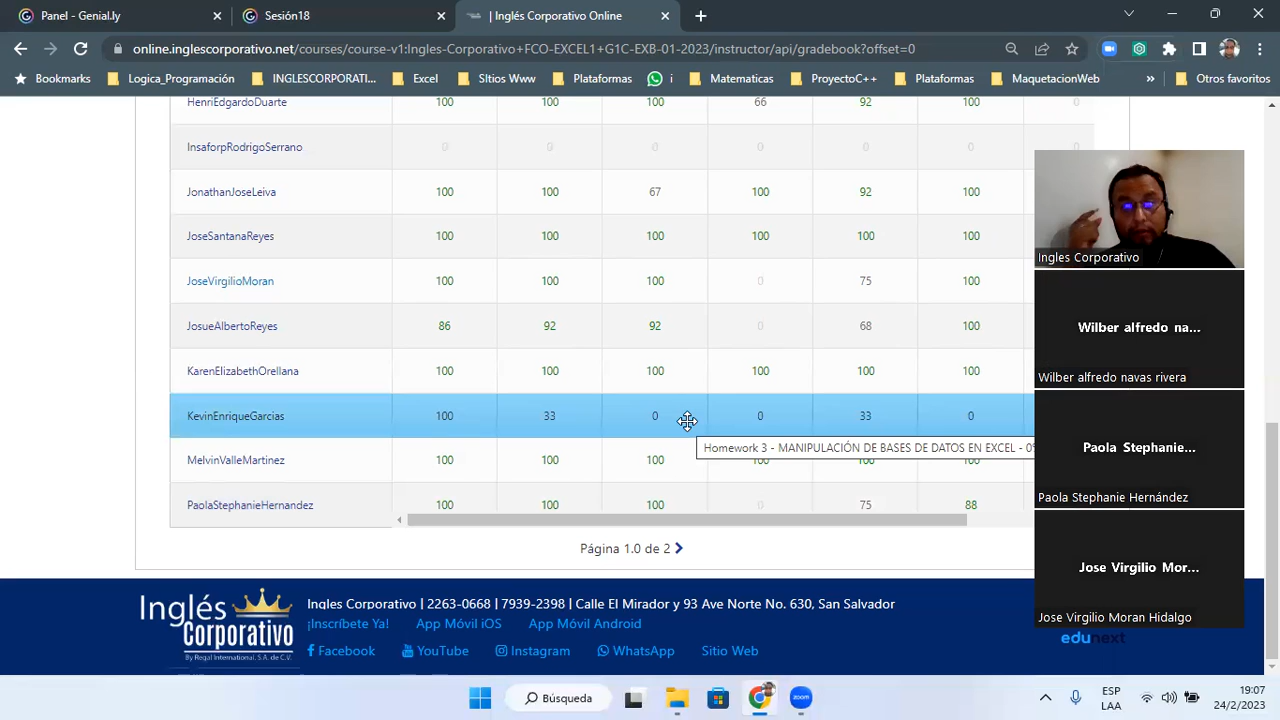 Panel - Genial.ly
Sesión18
| Inglés Corporativo Online
online.inglescorporativo.net/courses/course-v1:Ingles-Corporativo+FCO-EXCEL1+G1C-EXB-01-2023/instructor/api/gradebook?offset=0
Bookmarks
Logica_Programación
INGLESCORPORATI...
Excel
SItios Www
Plataformas
i
Matematicas
ProyectoC++
Plataformas
MaquetacionWeb
»
Otros favoritos
HenriEdgardoDuarte 100 100 100 66 92 100 0
InsaforpRodrigoSerrano 0 0 0 0 0 0 0
JonathanJoseLeiva 100 100 67 100 92 100
JoseSantanaReyes 100 100 100 100 100 100
JoseVirgilioMoran 100 100 100 0 75 100
JosueAlbertoReyes 86 92 92 0 68 100
KarenElizabethOrellana 100 100 100 100 100 100
KevinEnriqueGarcias 100 33 0 0 33 0
Homework 3 - MANIPULACIÓN DE BASES DE DATOS EN EXCEL - 0%
MelvinValleMartinez 100 100 100 100 100 100
PaolaStephanieHernandez 100 100 100 0 75 88
Página 1.0 de 2
Ingles Corporativo
Wilber alfredo na...
Wilber alfredo navas rivera
Paola Stephanie...
Paola Stephanie Hernández
Jose Virgilio Mor...
Jose Virgilio Moran Hidalgo
Inglés
Corporativo
By Regal International, S.A. de C.V.
Ingles Corporativo | 2263-0668 | 7939-2398 | Calle El Mirador y 93 Ave Norte No. 630, San Salvador
¡Inscríbete Ya! App Móvil iOS App Móvil Android
Facebook YouTube Instagram WhatsApp Sitio Web
edunext
Búsqueda
ESP
LAA
19:07
24/2/2023